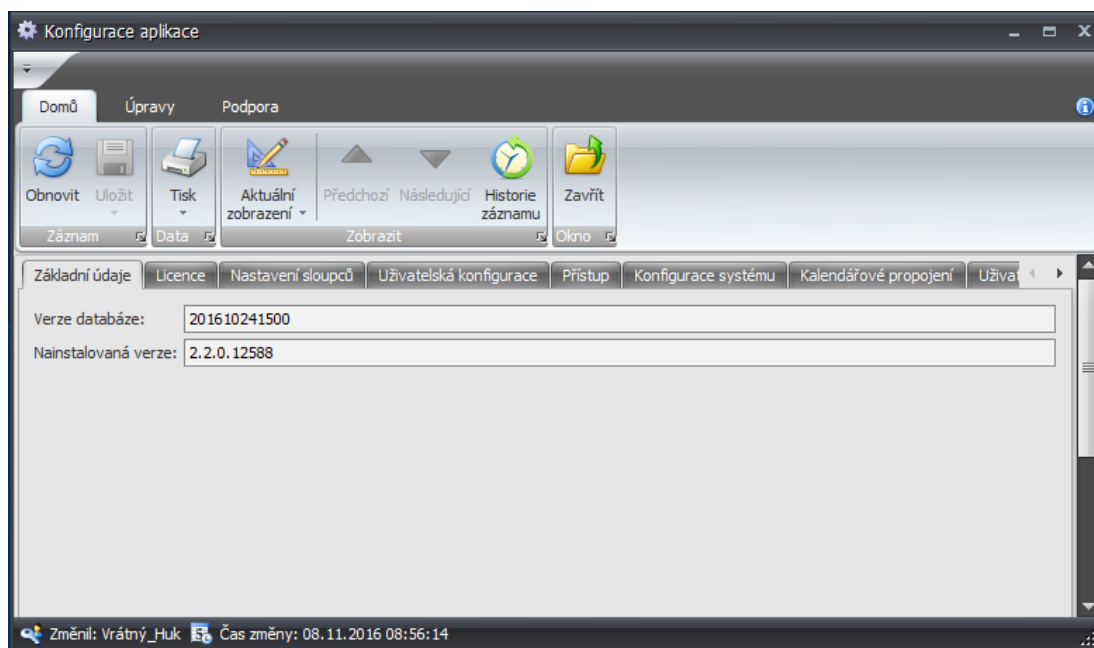 Konfigurace aplikace
Domů Úpravy Podpora
Obnovit Uložit Tisk Aktuální zobrazení Předchozí Následující Historie záznamu Zavřít
Záznam Data Zobrazit Okno
Základní údaje Licence Nastavení sloupců Uživatelská konfigurace Přístup Konfigurace systému Kalendářové propojení
Verze databáze: 201610241500
Nainstalovaná verze: 2.2.0.12588
Změnil: Vrátný_Huk Čas změny: 08.11.2016 08:56:14